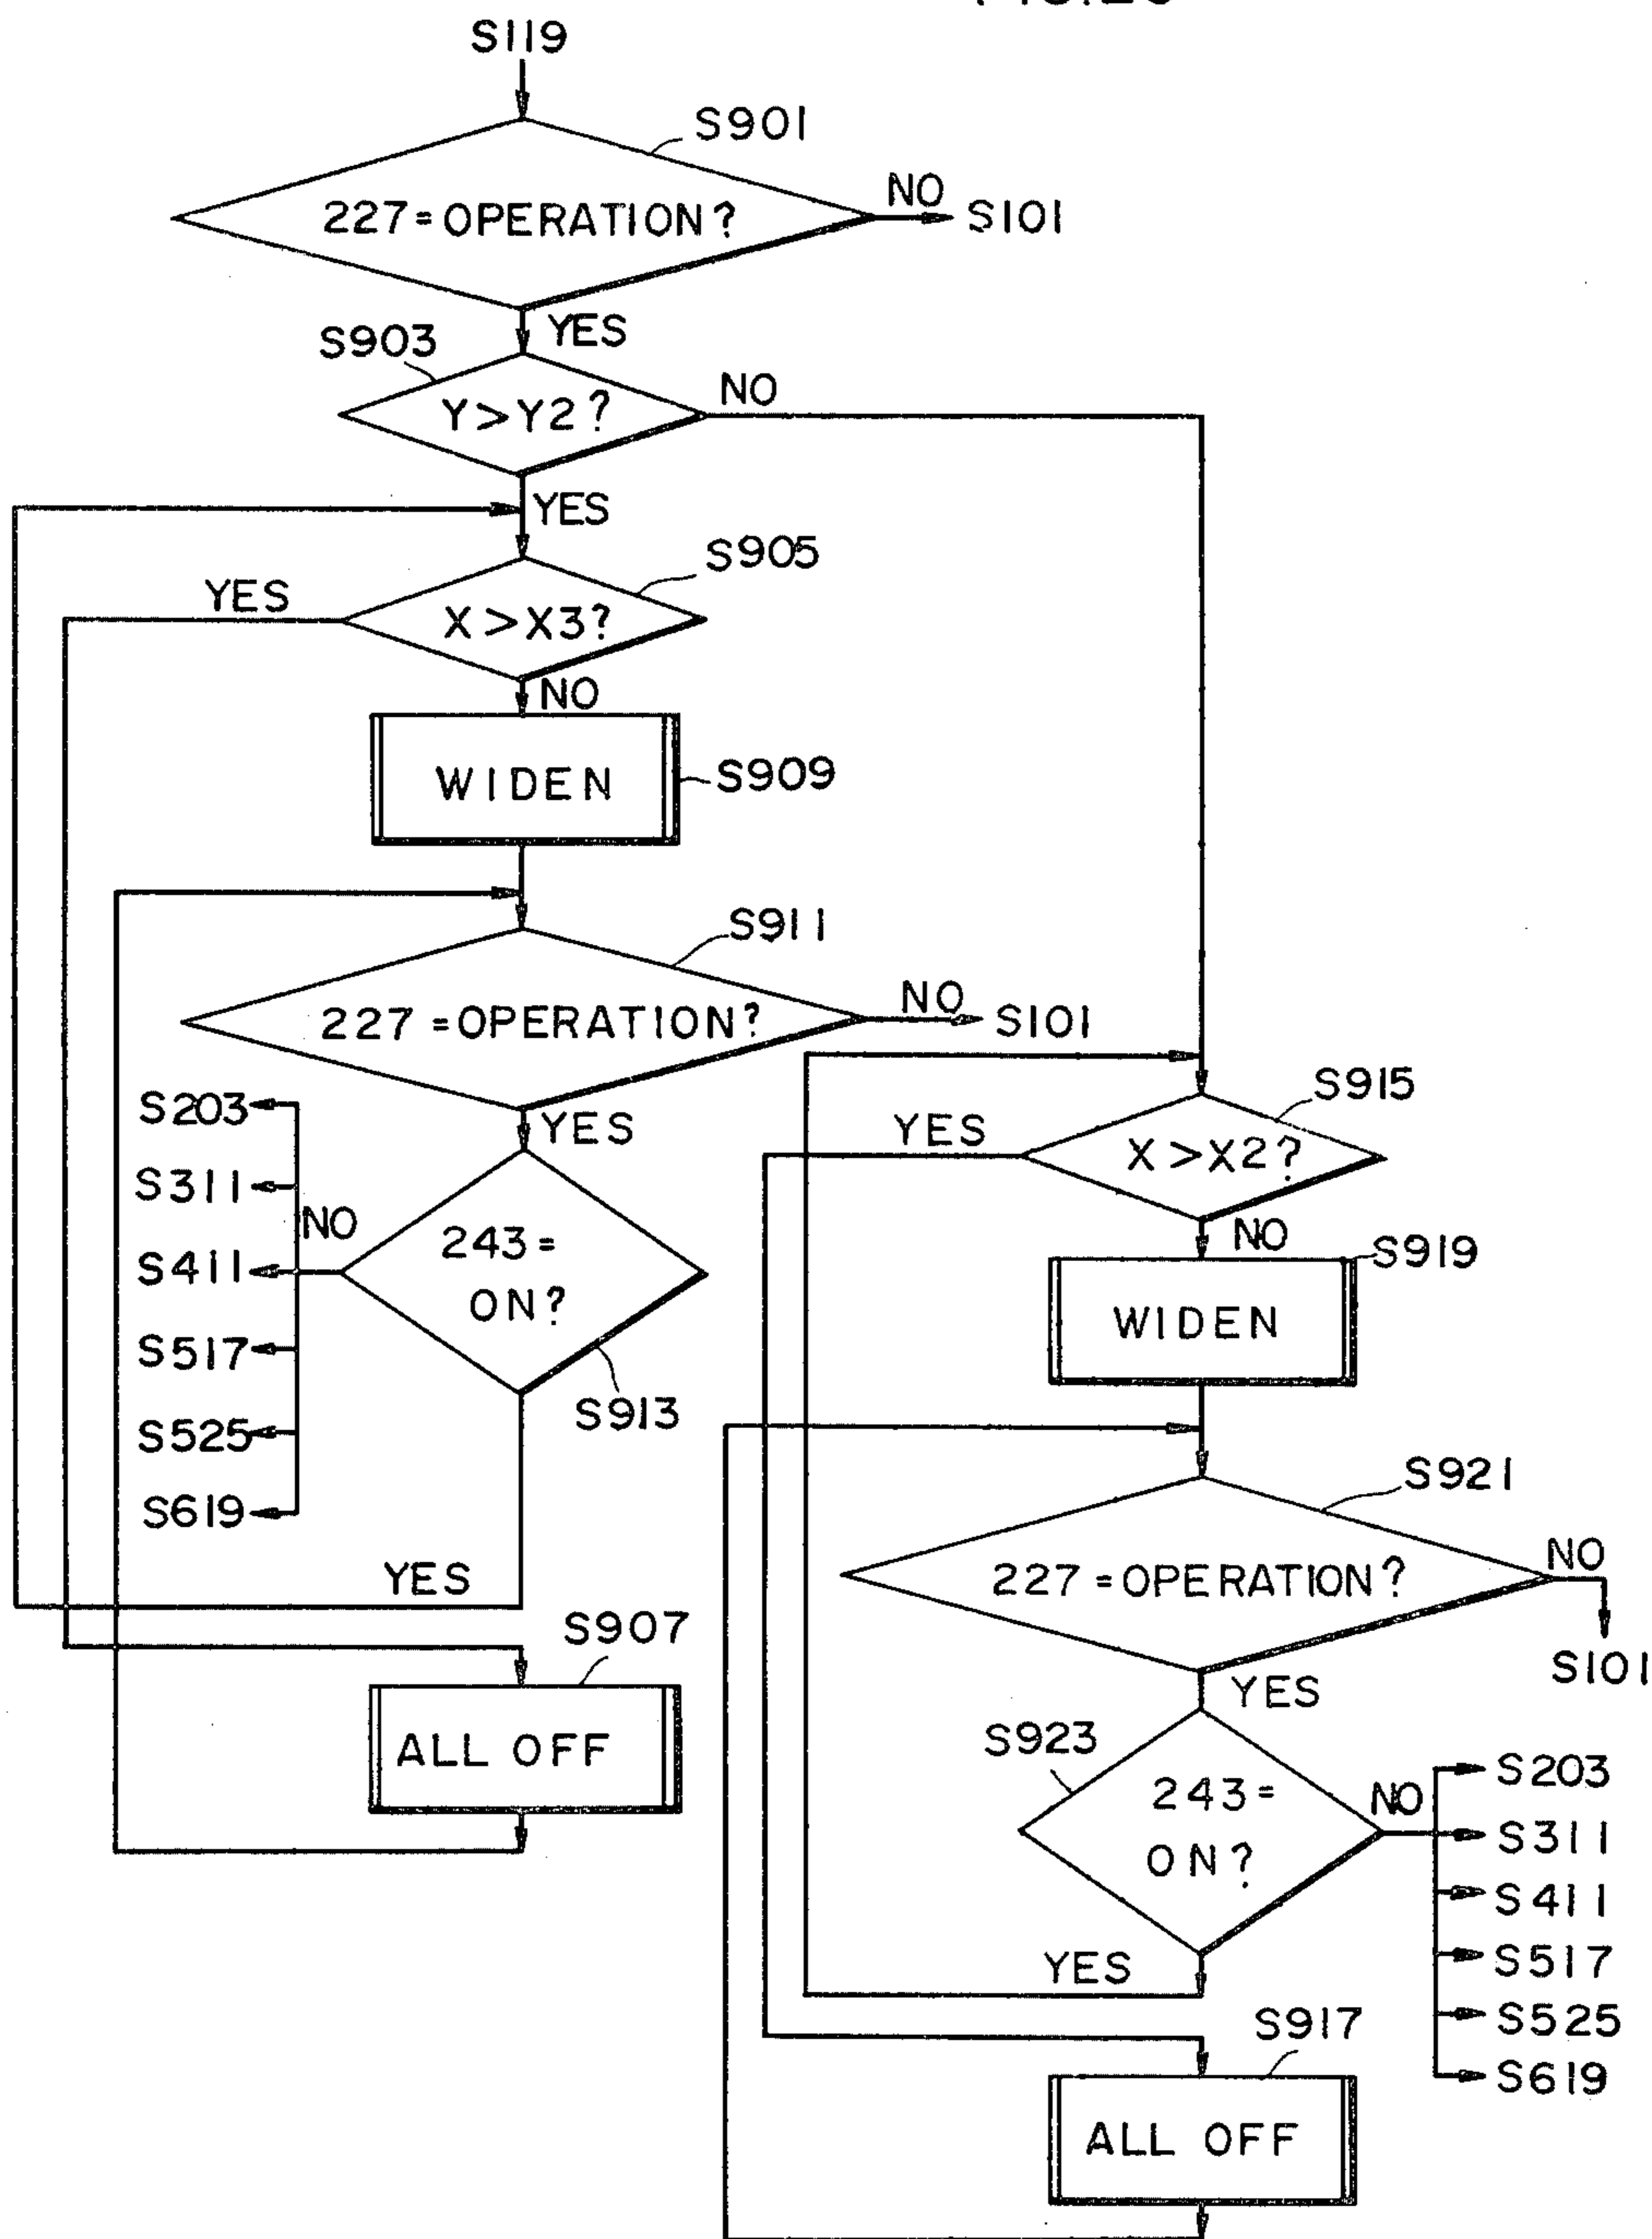 S119
S901
227=OPERATION?
NO
S101
YES
S903
Y>Y2?
NO
YES
S905
YES
X>X3?
NO
WIDEN
S909
S911
227=OPERATION?
NO
S101
YES
S203
S311
NO
S411
S517
S525
S619
243=
ON?
S913
YES
S907
ALL OFF
S915
YES
X>X2?
NO
S919
WIDEN
S921
227=OPERATION?
NO
S101
YES
S923
243=
ON?
NO
S203
S311
S411
S517
S525
S619
YES
S917
ALL OFF